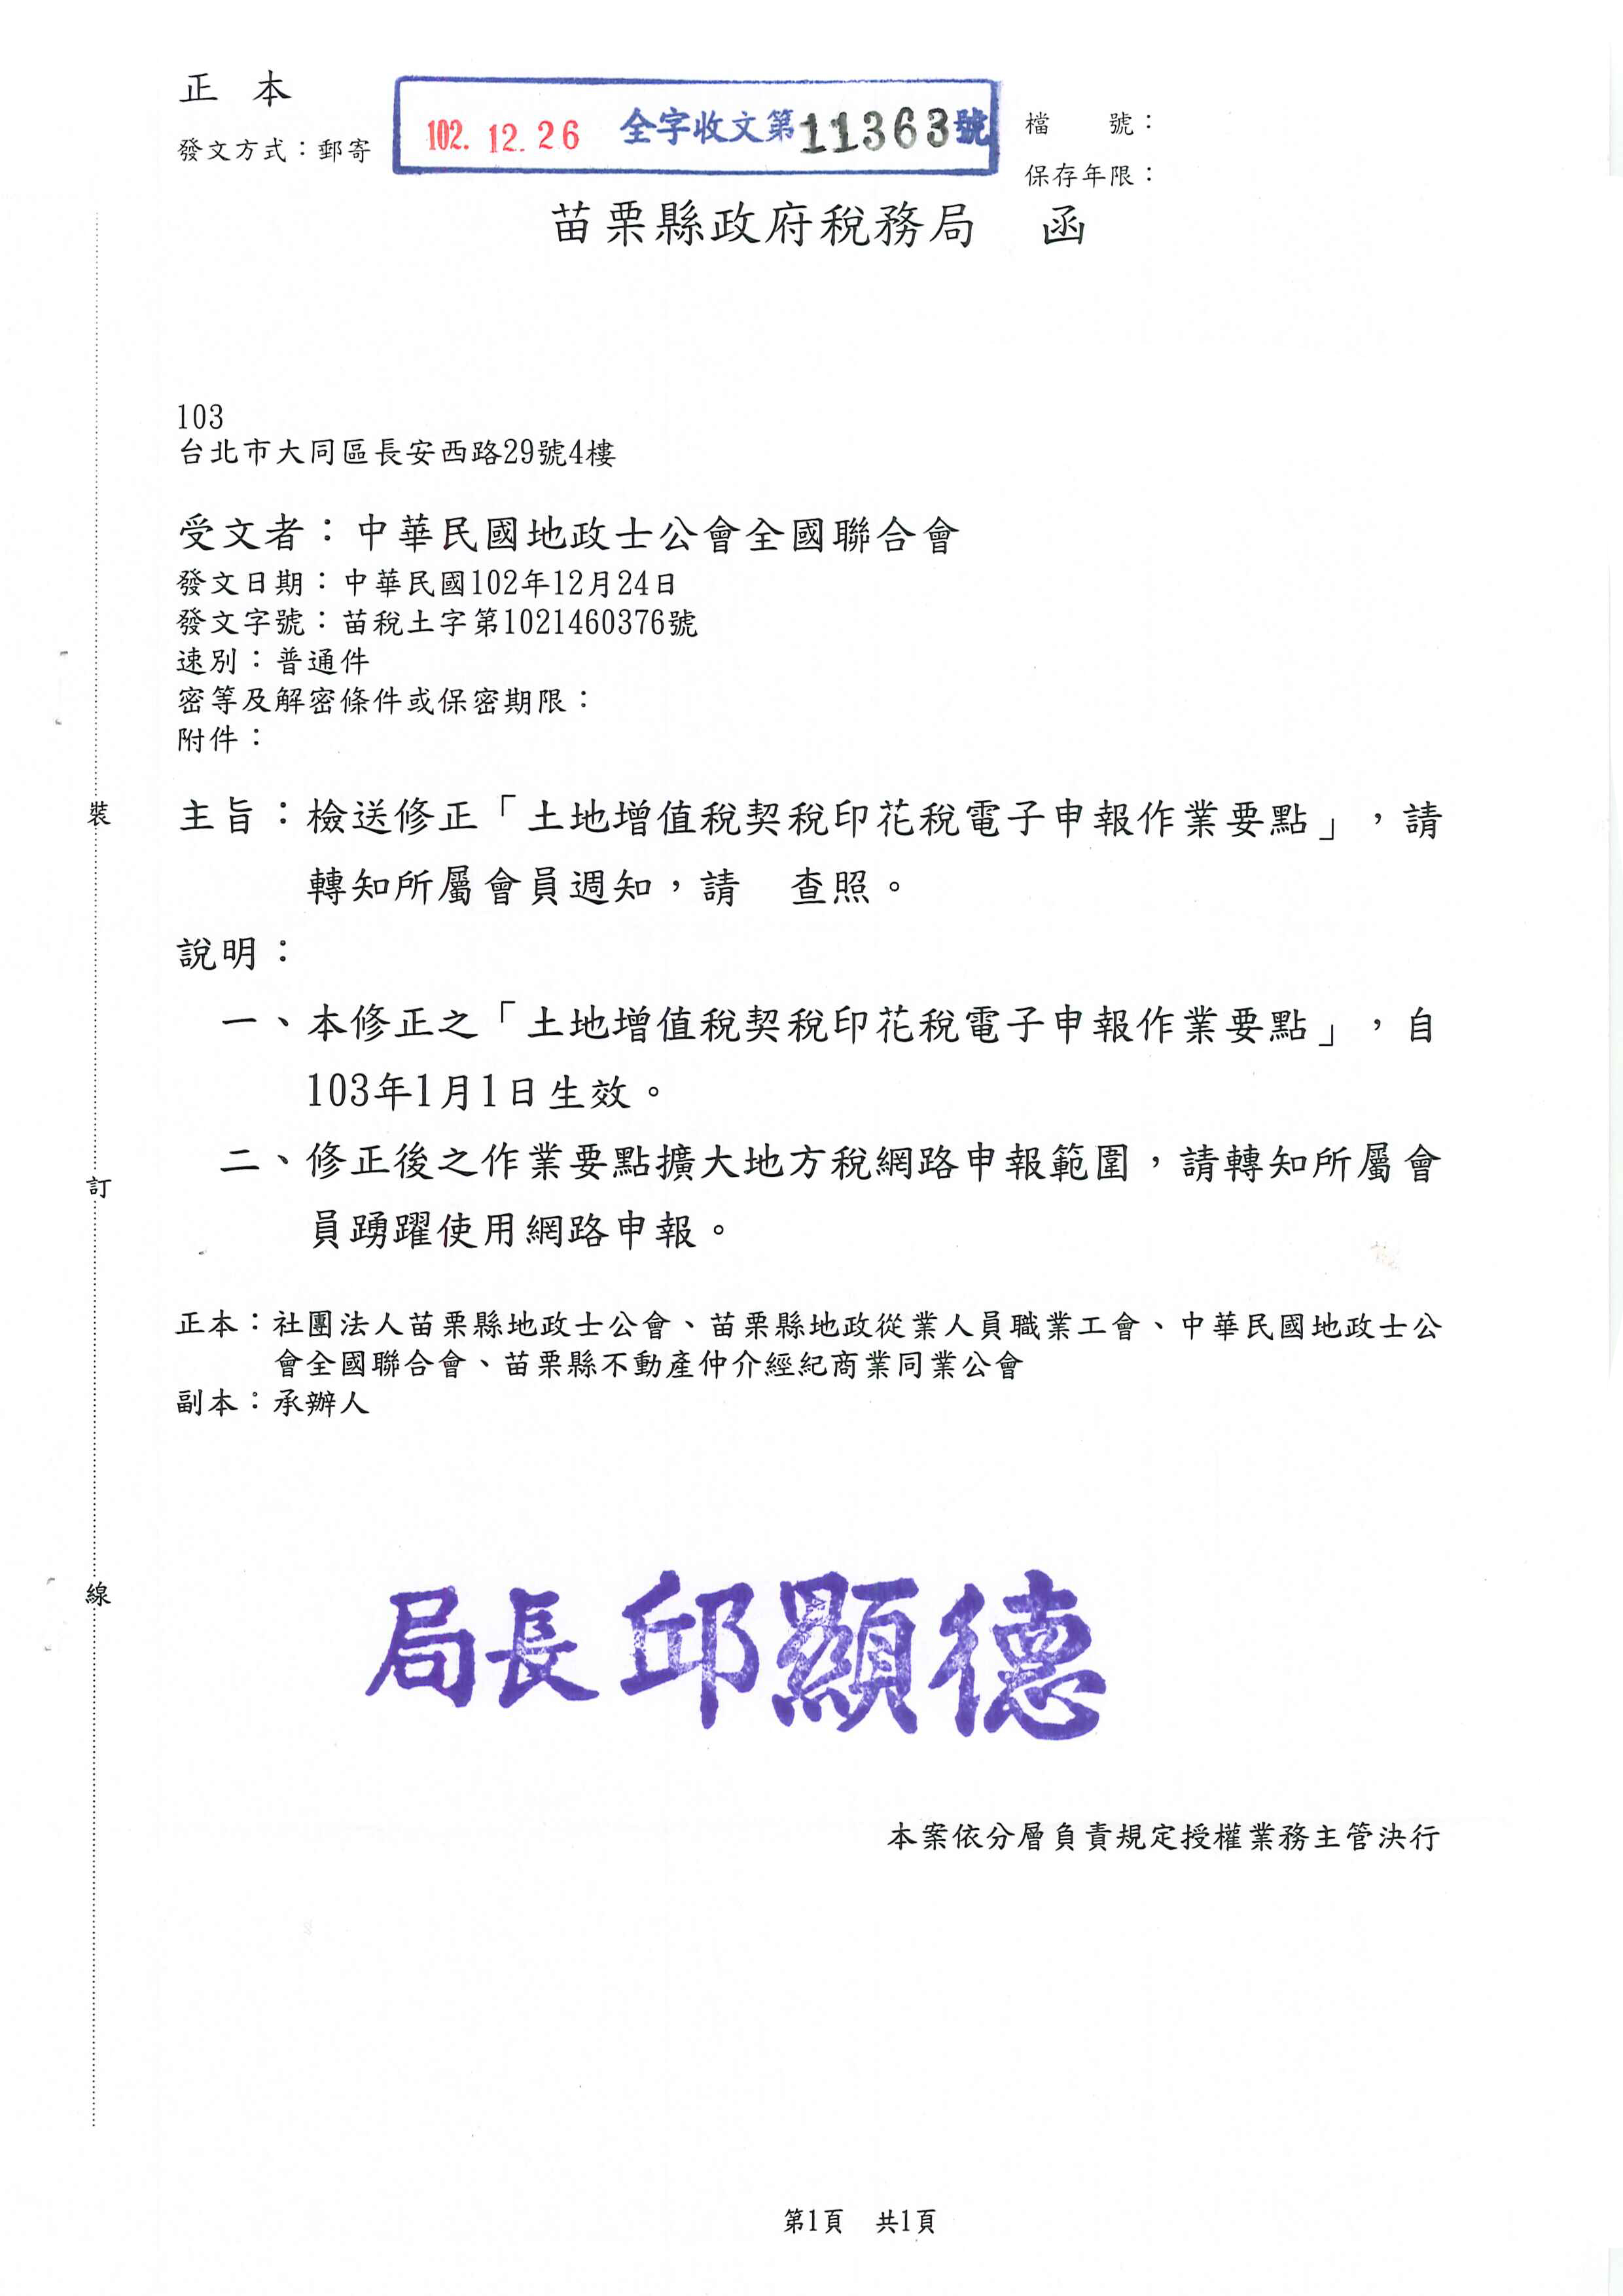 正 本
發文方式：郵寄
102. 12. 26 全字收文第11363號
檔 號：
保存年限：
苗栗縣政府稅務局 函
103
台北市大同區長安西路29號4樓
受文者：中華民國地政士公會全國聯合會
發文日期：中華民國102年12月24日
發文字號：苗稅土字第1021460376號
速別：普通件
密等及解密條件或保密期限：
附件：
主旨：檢送修正「土地增值稅契稅印花稅電子申報作業要點」，請
轉知所屬會員週知，請 查照。
說明：
一、本修正之「土地增值稅契稅印花稅電子申報作業要點」，自
103年1月1日生效。
二、修正後之作業要點擴大地方稅網路申報範圍，請轉知所屬會
員踴躍使用網路申報。
正本：社團法人苗栗縣地政士公會、苗栗縣地政從業人員職業工會、中華民國地政士公
會全國聯合會、苗栗縣不動產仲介經紀商業同業公會
副本：承辦人
裝
訂
線
局長邱顯德
本案依分層負責規定授權業務主管決行
第1頁 共1頁